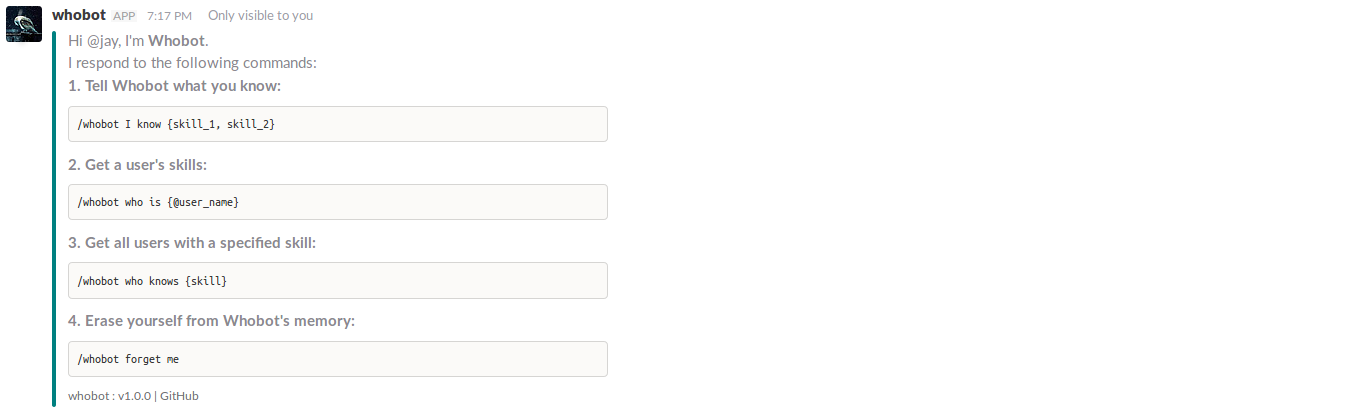 whobot APP 7:17 PM Only visible to you
Hi @jay, I'm Whobot.
I respond to the following commands:
1. Tell Whobot what you know:
/whobot I know {skill_1, skill_2}
2. Get a user's skills:
/whobot who is {@user_name}
3. Get all users with a specified skill:
/whobot who knows {skill}
4. Erase yourself from Whobot's memory:
/whobot forget me
whobot : v1.0.0 | GitHub